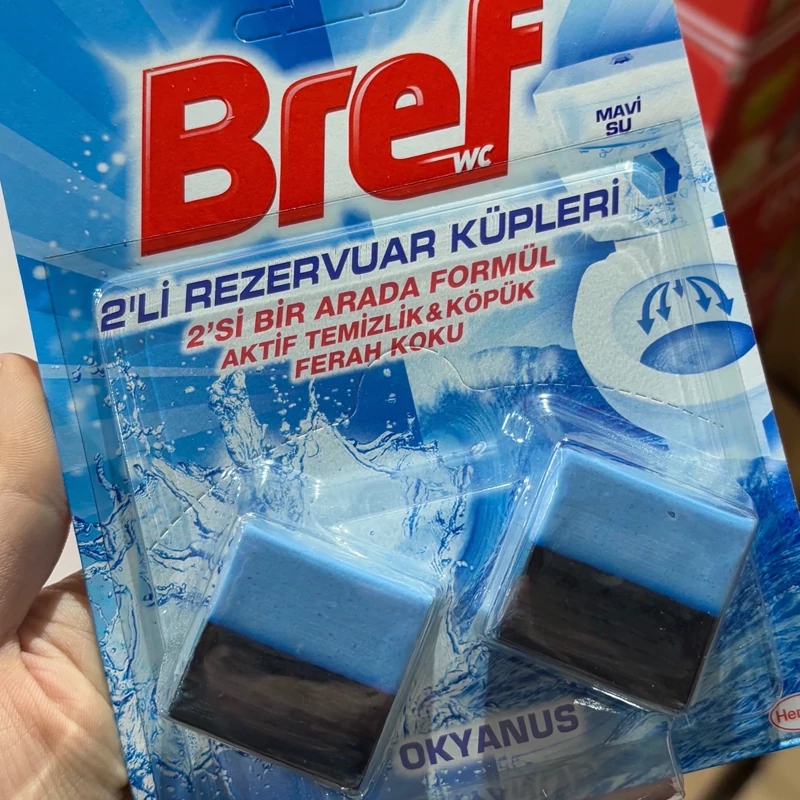 Bref
WC
MAVİ
SU
2'Lİ REZERVUAR KÜPLERİ
2'Sİ BİR ARADA FORMÜL
AKTİF TEMİZLİK & KÖPÜK
FERAH KOKU
OKYANUS